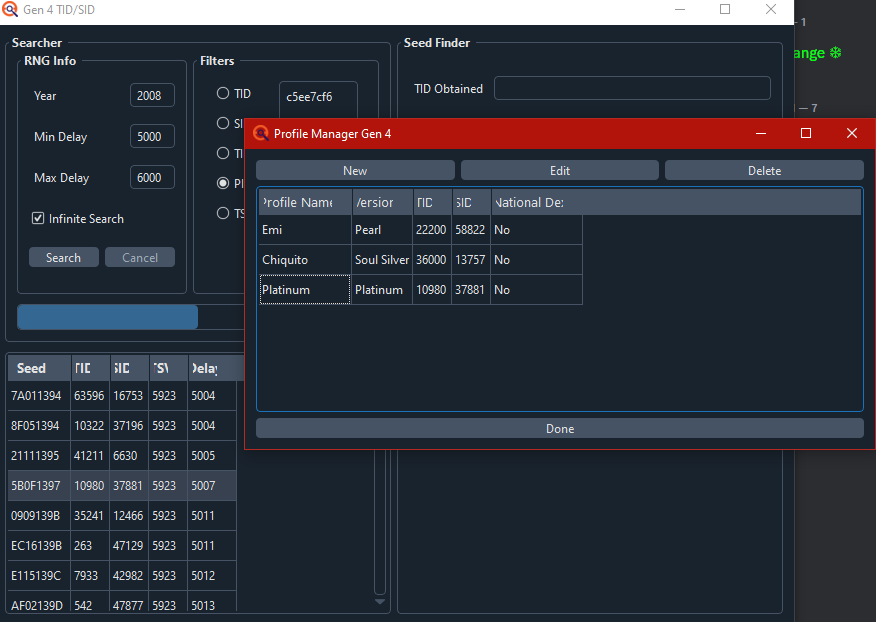 Gen 4 TID/SID
Searcher
RNG Info
Year
2008
Min Delay
5000
Max Delay
6000
Infinite Search
Search
Cancel
Filters
TID
c5ee7cf6
Seed Finder
TID Obtained
1
ange ❄
7
Profile Manager Gen 4
New Edit Delete
Profile Name Version TID SID National De
Emi Pearl 22200 58822 No
Chiquito Soul Silver 36000 13757 No
Platinum Platinum 10980 37881 No
Done
Seed TID SID TSV Delay
7A011394 63596 16753 5923 5004
8F051394 10322 37196 5923 5004
21111395 41211 6630 5923 5005
5B0F1397 10980 37881 5923 5007
0909139B 35241 12466 5923 5011
EC16139B 263 47129 5923 5011
E115139C 7933 42982 5923 5012
AF02139D 542 47877 5923 5013